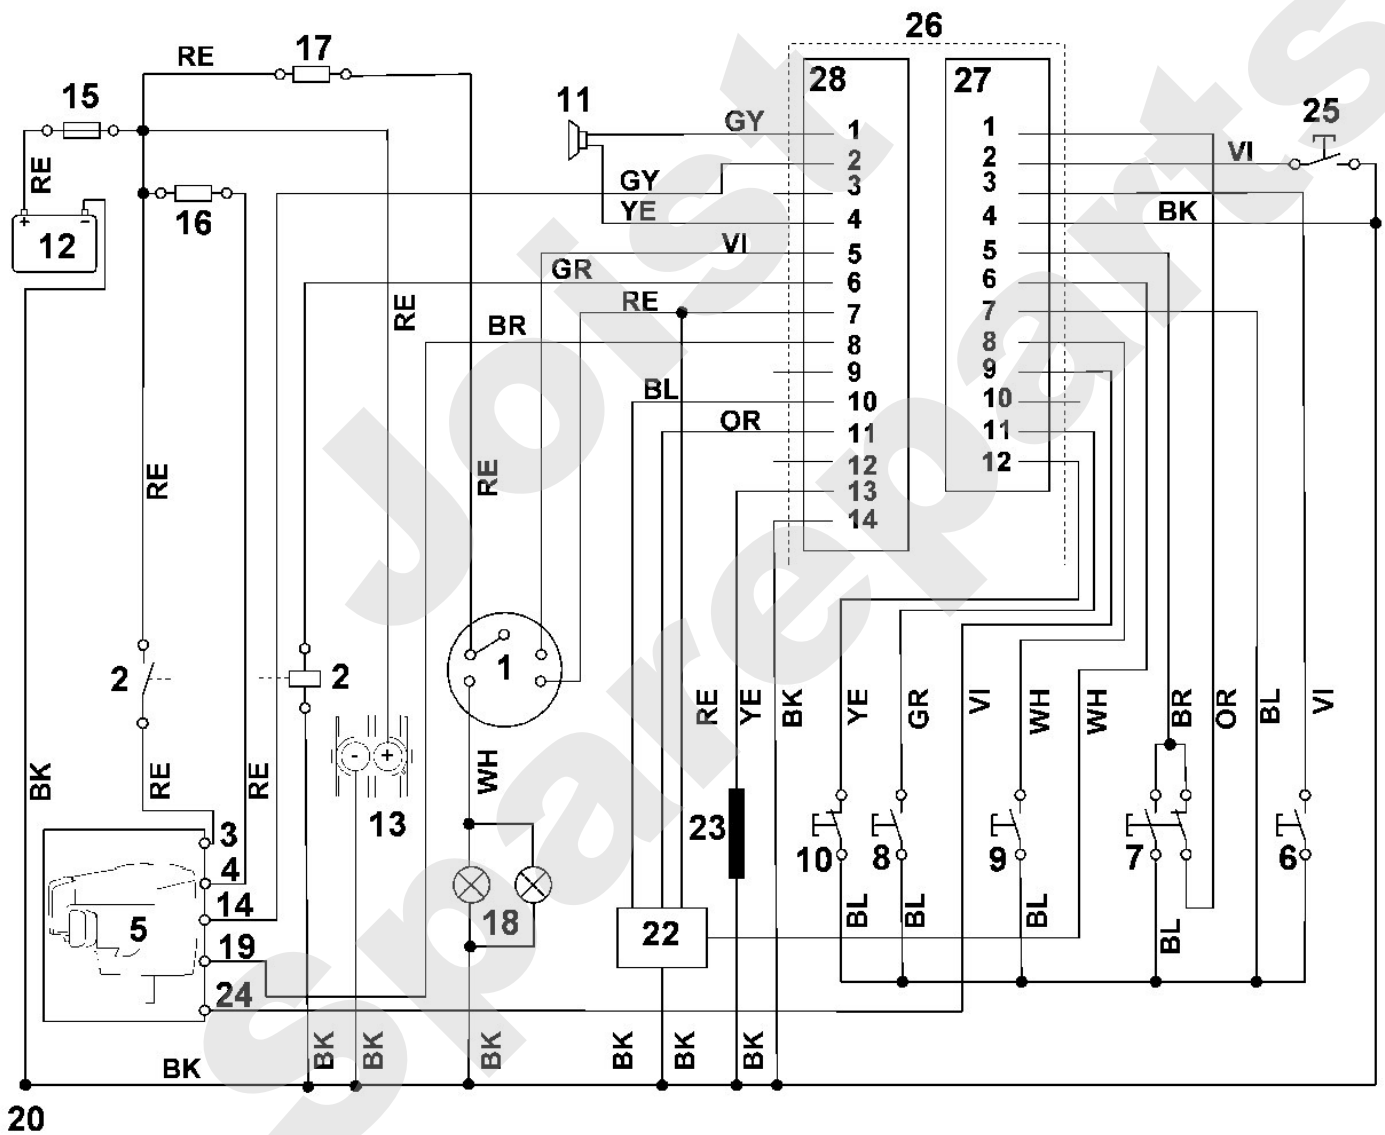 26
RE
17
28
27
15
11
25
GY
1
1
2
2
VI
RE
GY
3
3
16
YE
4
4
BK
12
VI
5
5
GR
6
6
RE
RE
7
7
BR
8
8
9
9
BL
10
10
OR
11
11
12
12
RE
RE
13
14
2
2
1
RE
YE
BK
YE
GR
VI
WH
WH
BR
OR
BL
VI
BK
RE
RE
WH
13
23
3
10
8
9
7
6
4
14
5
18
22
BL
BL
BL
BL
19
24
BK
BK
BK
BK
BK
BK
BK
20
Joist
Spareparts